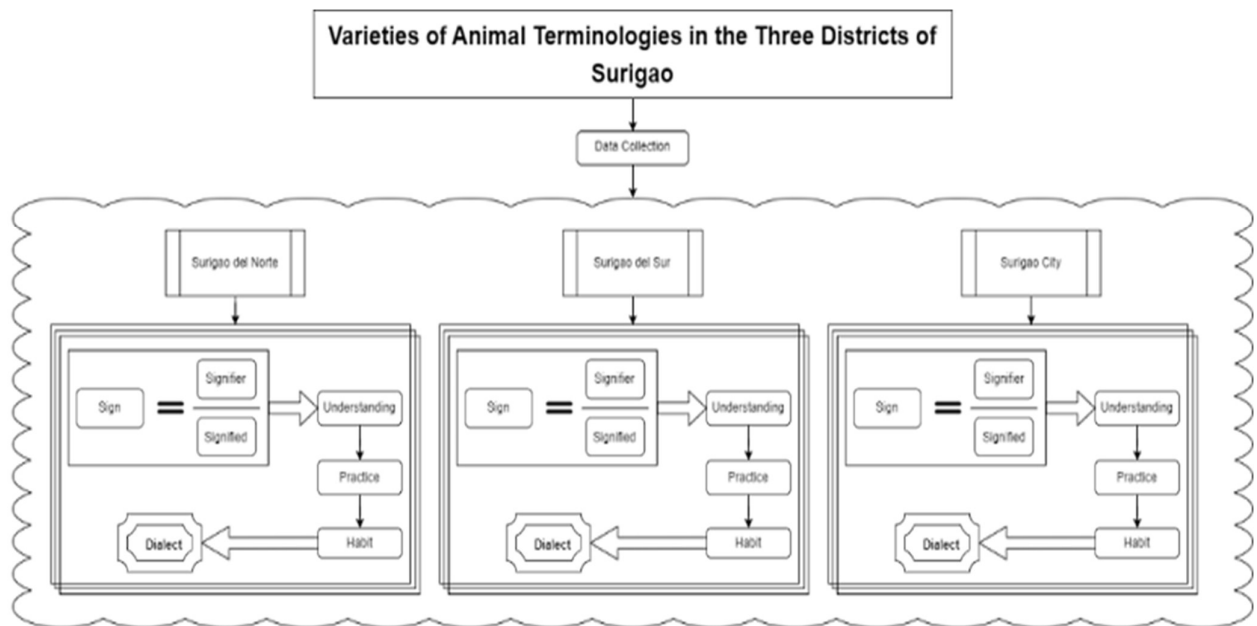 Varieties of Animal Terminologies in the Three Districts of
Surigao
Data Collection
Surigao del Norte
Surigao del Sur
Surigao City
Sign
=
Signifier
Signified
Understanding
Practice
Habit
Dialect
Sign
=
Signifier
Signified
Understanding
Practice
Habit
Dialect
Sign
=
Signifier
Signified
Understanding
Practice
Habit
Dialect